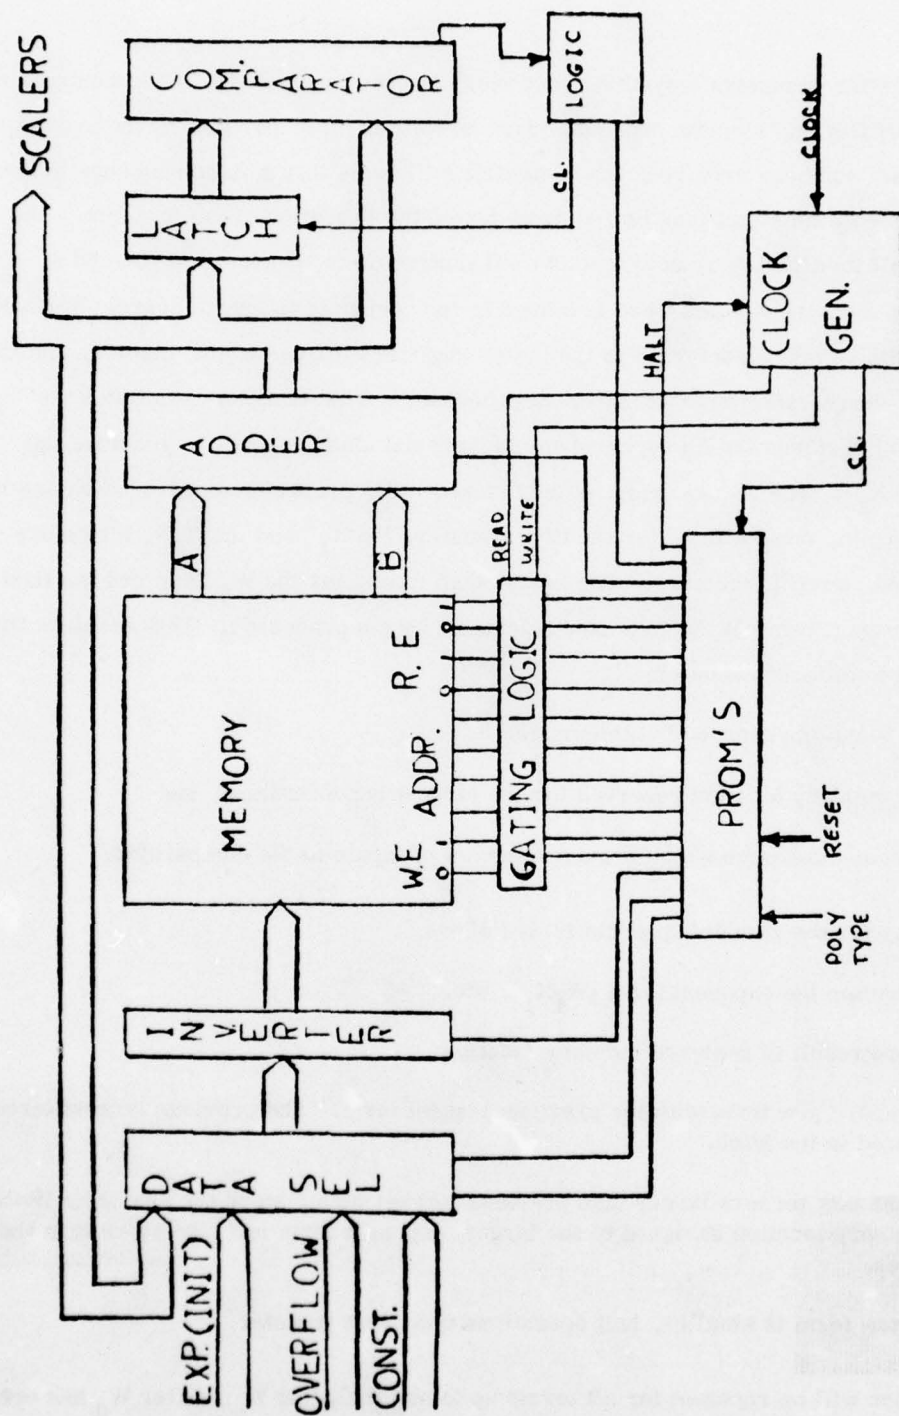 SCALERS
COMPARATOR
LOGIC
LATCH
CL.
CLOCK
HALT
CLOCK
GEN.
ADDER
A
B
READ
WRITE
CL.
MEMORY
W.E. ADDR. R.E.
GATING LOGIC
PROM'S
RESET
POLY
TYPE
INVERTER
DATA SEL
EXP.(INIT)
OVERFLOW
CONST.